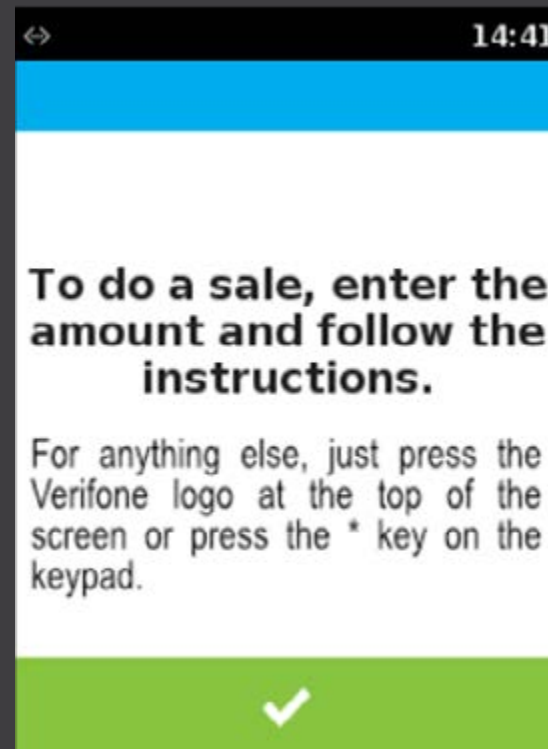 14:41
To do a sale, enter the
amount and follow the
instructions.
For anything else, just press the
Verifone logo at the top of the
screen or press the * key on the
keypad.